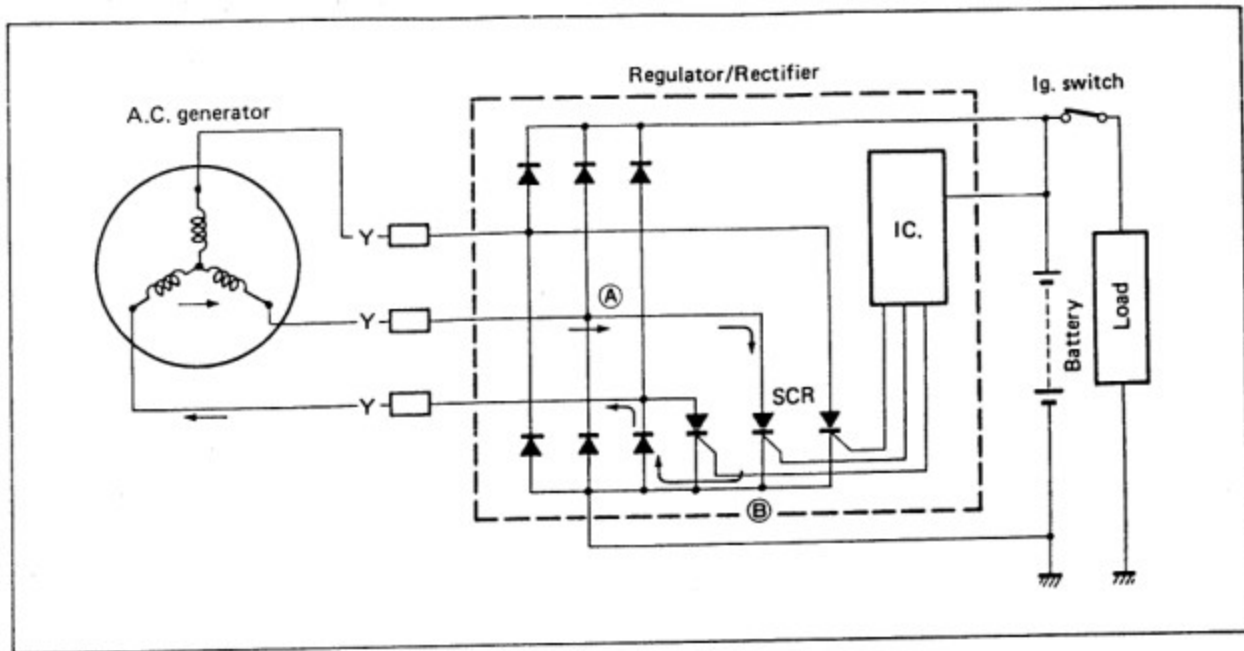 Regulator/Rectifier
Ig. switch
A.C. generator
IC.
Y
A
Y
Load
Battery
SCR
Y
B